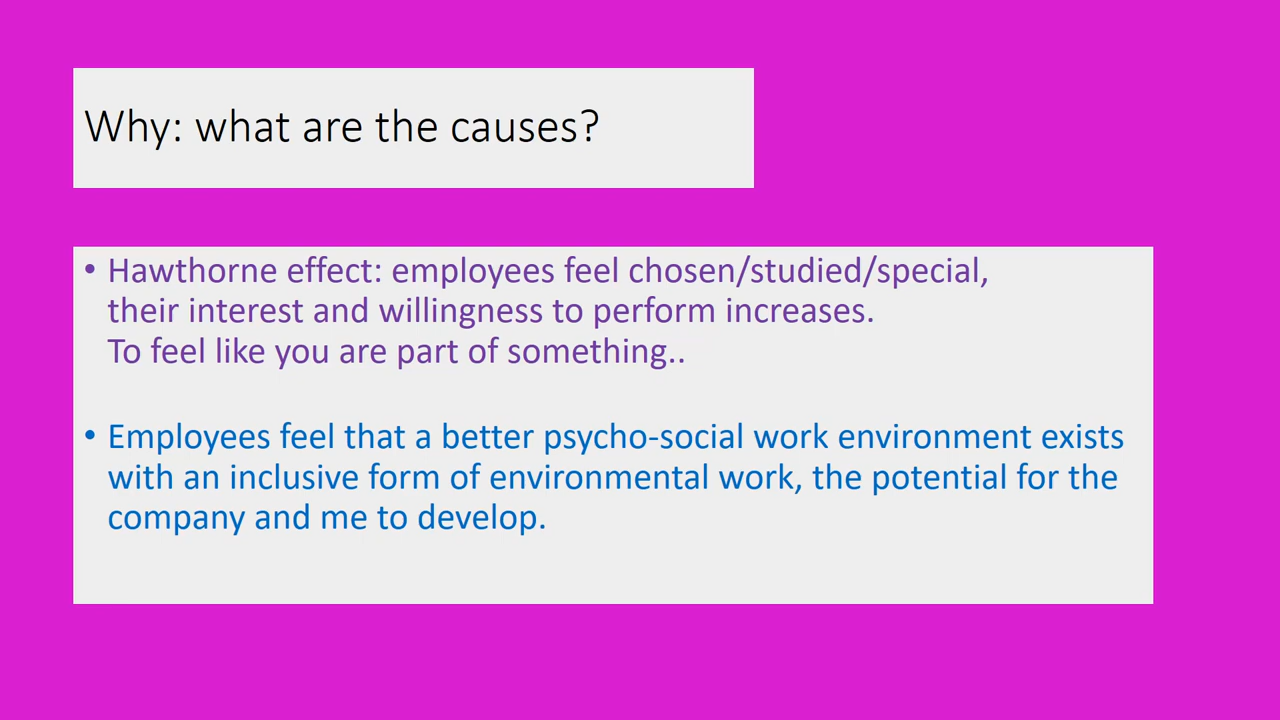 Why: what are the causes?
• Hawthorne effect: employees feel chosen/studied/special,
their interest and willingness to perform increases.
To feel like you are part of something..
• Employees feel that a better psycho-social work environment exists
with an inclusive form of environmental work, the potential for the
company and me to develop.